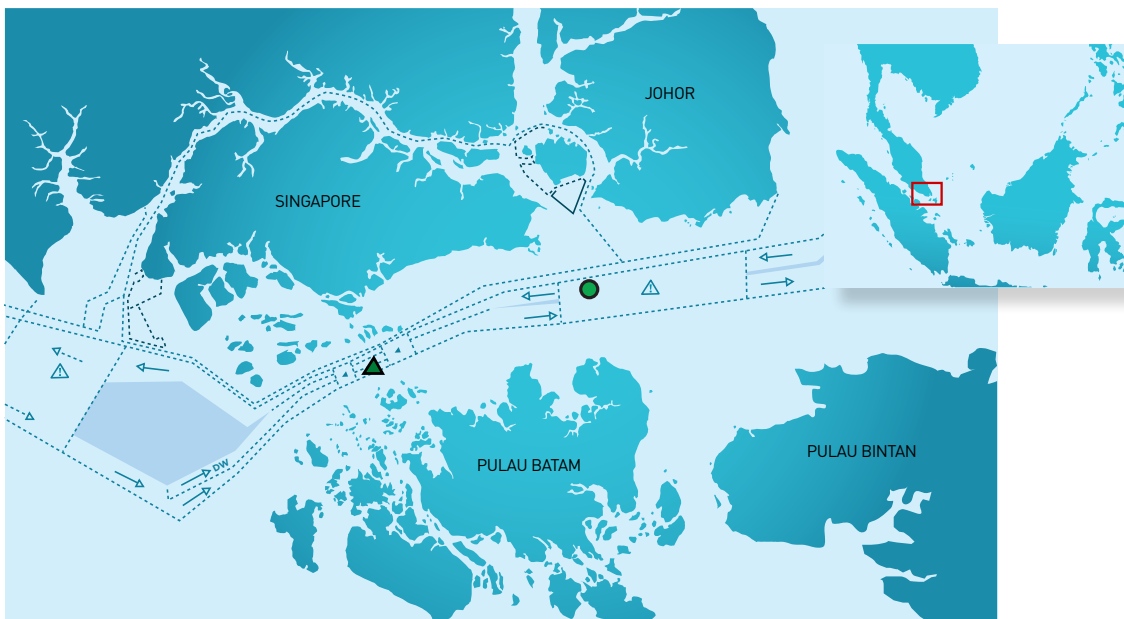 JOHOR
SINGAPORE
PULAU BINTAN
PULAU BATAM
DW